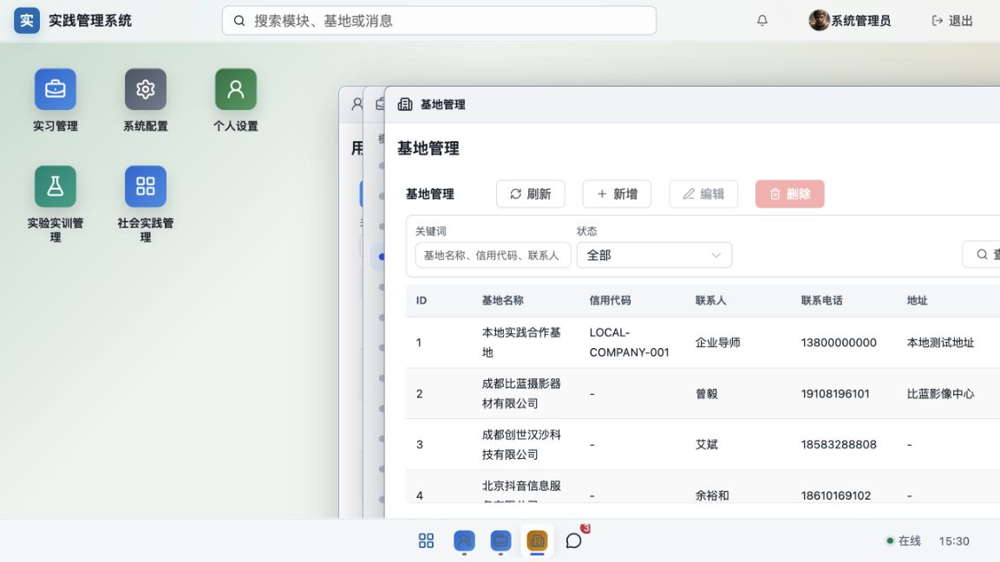 实 实践管理系统 搜索模块、基地或消息 系统管理员 退出
实习管理 系统配置 个人设置
实验实训管
理
社会实践管
理
基地管理
基地管理
基地管理 刷新 新增 编辑 删除
关键词 状态
基地名称、信用代码、联系人 全部
ID 基地名称 信用代码 联系人 联系电话 地址
1 本地实践合作基地 LOCAL-COMPANY-001 企业导师 13800000000 本地测试地址
2 成都比蓝摄影器材有限公司 - 曾毅 19108196101 比蓝影像中心
3 成都创世汉沙科技有限公司 - 艾斌 18583288808 -
4 北京抖音信息服 - 余裕和 18610169102 -
3
在线 15:30